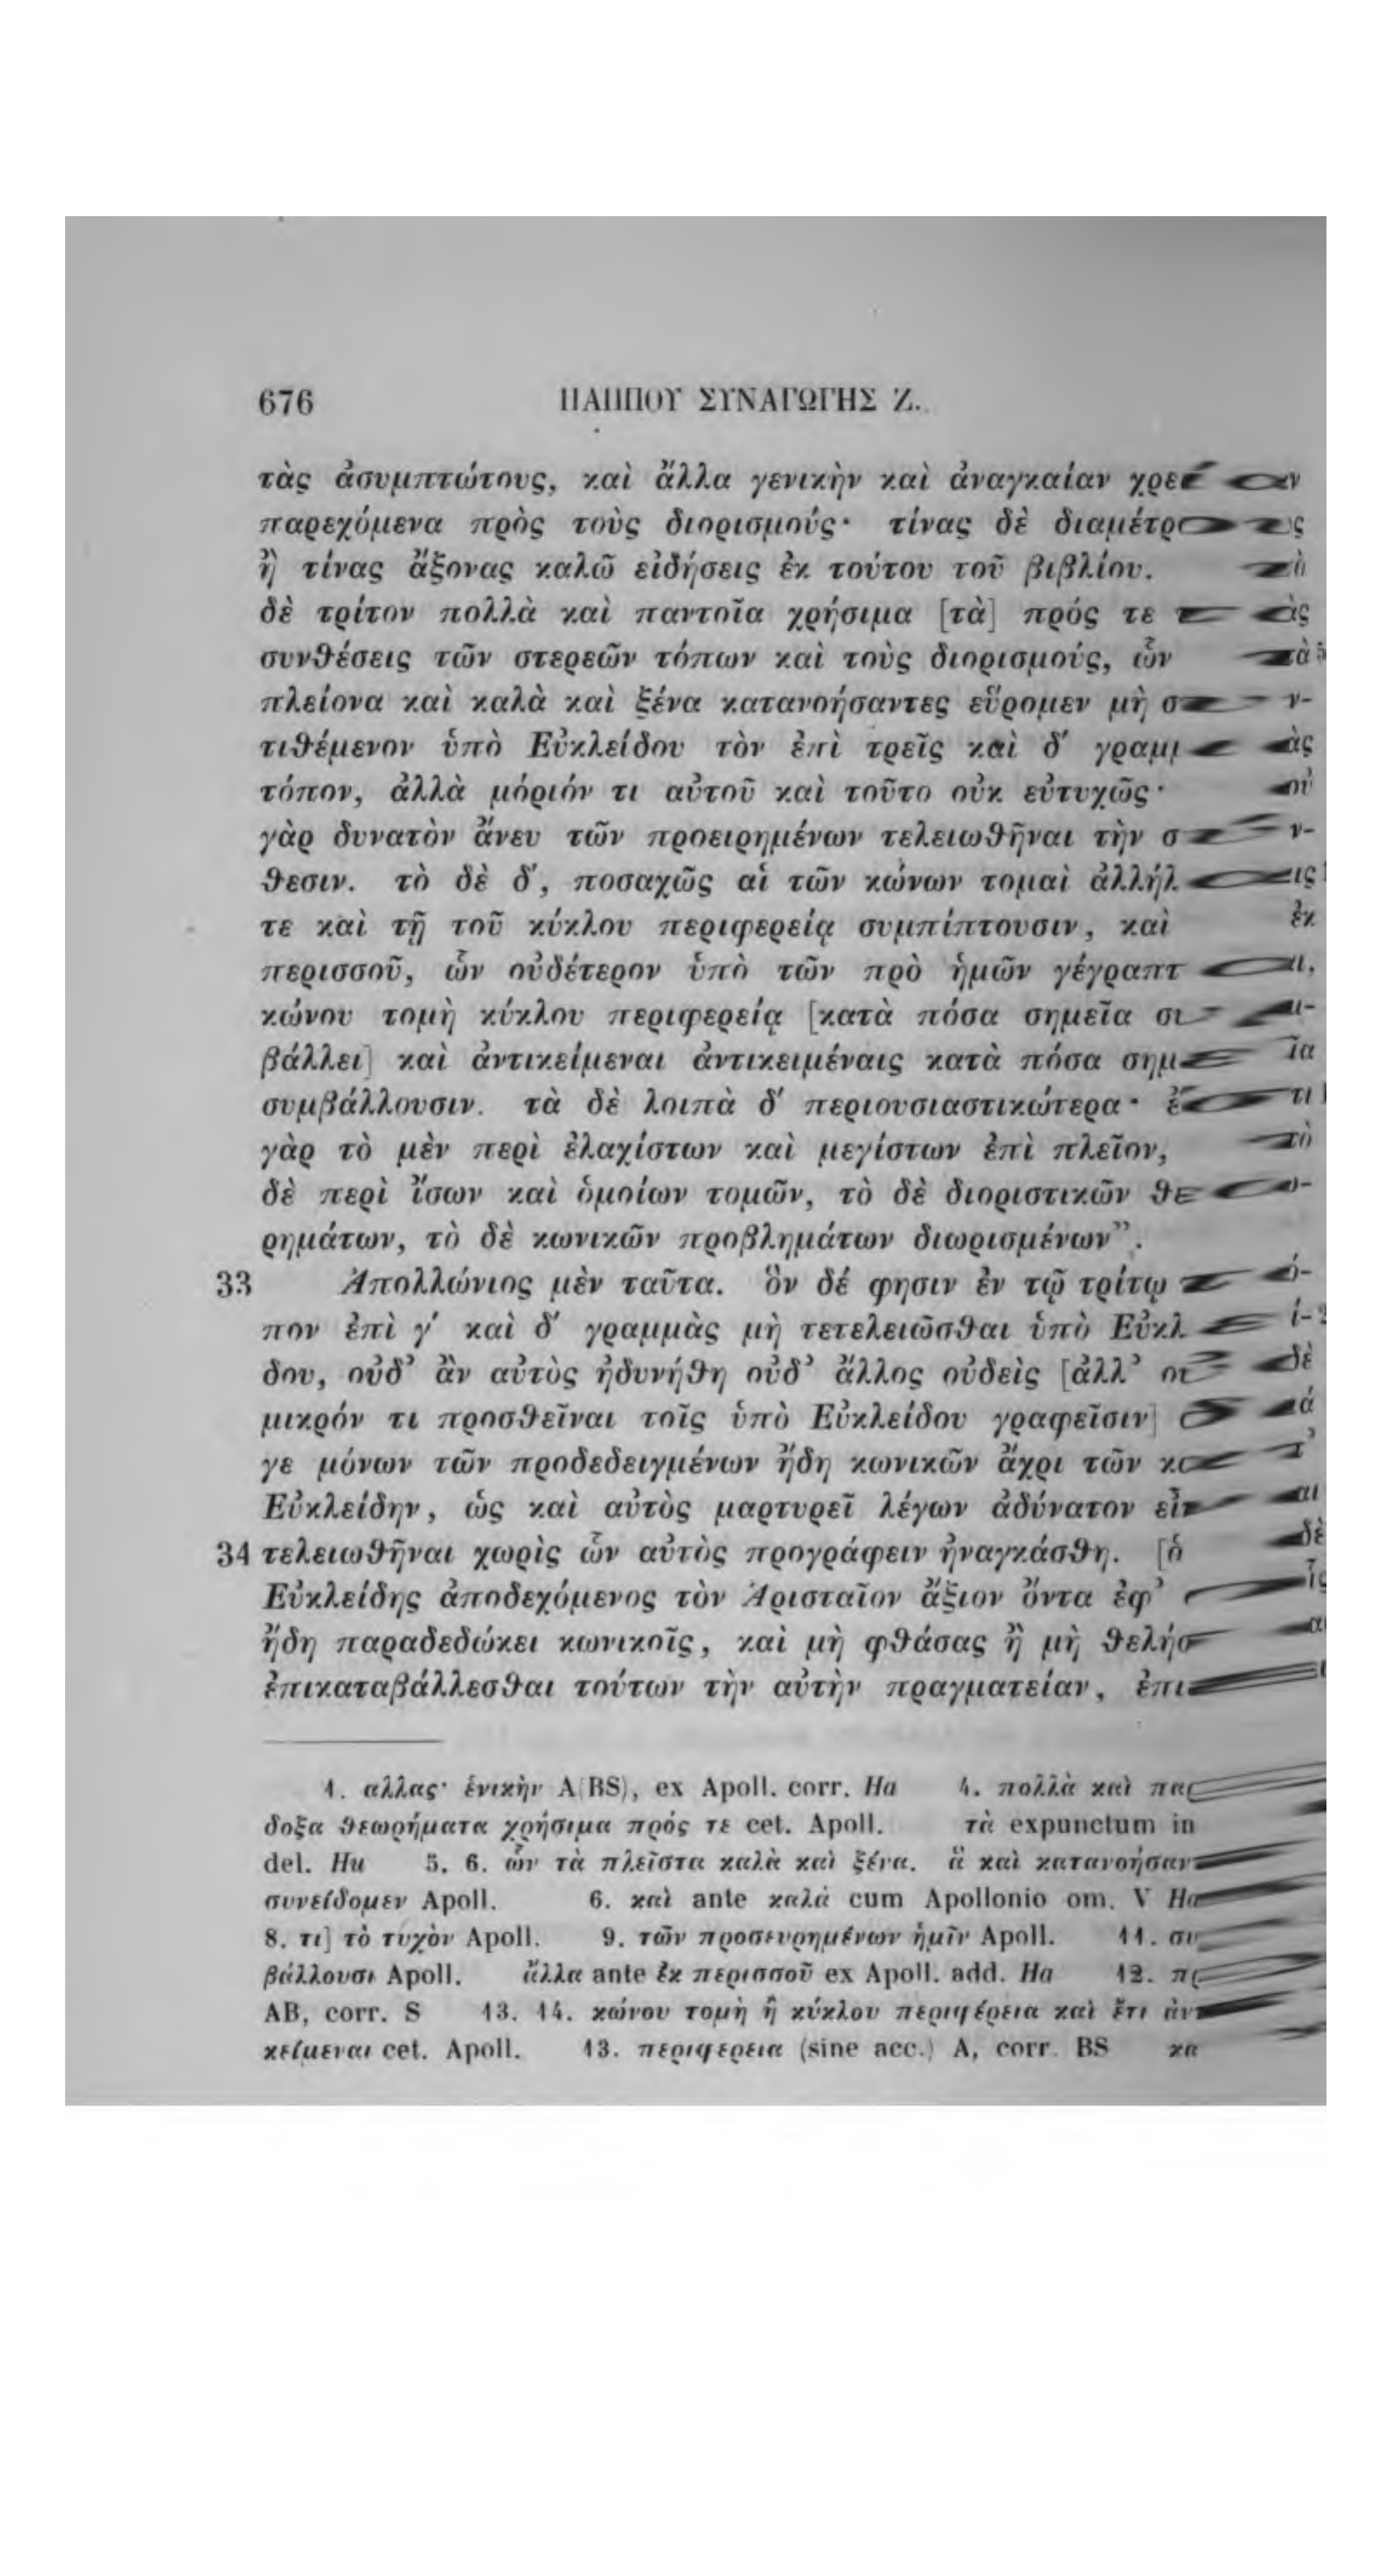 676 ΠΑΠΠΟΥ ΣΥΝΑΓΩΓΗΣ Ζ.
τὰς ἀσυμπτώτους, καὶ ἄλλα γενικὴν καὶ ἀναγκαίαν
παρεχόμενα πρὸς τοὺς διορισμούς· τίνας δὲ
ἢ τίνας ἄξονας καλῶ εἰδήσεις ἐκ τούτου τοῦ βιβλίου.
δὲ τρίτον πολλὰ καὶ παντοῖα χρήσιμα [τὰ] πρός τε
συνθέσεις τῶν στερεῶν τόπων καὶ τοὺς διορισμούς, ὧν
πλείονα καὶ καλὰ καὶ ξένα κατανοήσαντες εὕρομεν μὴ
τιθέμενον ὑπὸ Εὐκλείδου τὸν ἐπὶ τρεῖς καὶ δ΄
τόπον, ἀλλὰ μόριόν τι αὐτοῦ καὶ τοῦτο οὐκ εὐτυχῶς·
γὰρ δυνατὸν ἄνευ τῶν προειρημένων τελειωθῆναι τὴν
θεσιν. τὸ δὲ δ΄, ποσαχῶς αἱ τῶν κώνων τομαὶ
τε καὶ τῇ τοῦ κύκλου περιφερείᾳ συμπίπτουσιν, καὶ ἐκ
περισσοῦ, ὧν οὐδέτερον ὑπὸ τῶν πρὸ ἡμῶν
κώνου τομὴ κύκλου περιφερείᾳ [κατὰ πόσα σημεῖα
βάλλει] καὶ ἀντικείμεναι ἀντικειμέναις κατὰ πόσα
συμβάλλουσιν. τὰ δὲ λοιπὰ δ΄ περιουσιαστικώτερα·
γὰρ τὸ μὲν περὶ ἐλαχίστων καὶ μεγίστων ἐπὶ πλεῖον,
δὲ περὶ ἴσων καὶ ὁμοίων τομῶν, τὸ δὲ διοριστικῶν
ρημάτων, τὸ δὲ κωνικῶν προβλημάτων διωρισμένων”.
33 Ἀπολλώνιος μὲν ταῦτα. ὃν δέ φησιν ἐν τῷ τρίτῳ
πον ἐπὶ γ΄ καὶ δ΄ γραμμὰς μὴ τετελειῶσθαι ὑπὸ
δου, οὐδ’ ἂν αὐτὸς ἠδυνήθη οὐδ’ ἄλλος οὐδεὶς [ἀλλ’
μικρόν τι προσθεῖναι τοῖς ὑπὸ Εὐκλείδου γραφεῖσιν]
γε μόνων τῶν προδεδειγμένων ἤδη κωνικῶν ἄχρι τῶν
Εὐκλείδην, ὡς καὶ αὐτὸς μαρτυρεῖ λέγων ἀδύνατον
34 τελειωθῆναι χωρὶς ὧν αὐτὸς προγράφειν ἠναγκάσθη. [ὁ δὲ
Εὐκλείδης ἀποδεχόμενος τὸν Ἀρισταῖον ἄξιον ὄντα ἐφ’
ἤδη παραδεδώκει κωνικοῖς, καὶ μὴ φθάσας ἢ μὴ
ἐπικαταβάλλεσθαι τούτων τὴν αὐτὴν πραγματείαν,
1. αλλας· ἑνικὴν A(BS), ex Apoll. corr. Ha 4. πολλὰ καὶ
δοξα θεωρήματα χρήσιμα πρός τε cet. Apoll. τὰ expunctum in
del. Hu 5. 6. ὧν τὰ πλεῖστα καλὰ καὶ ξένα. ἃ καὶ
συνείδομεν Apoll. 6. καὶ ante καλὰ cum Apollonio om. V
8. τι] τὸ τυχὸν Apoll. 9. τῶν προσευρημένων ἡμῖν Apoll. 11.
βάλλουσι Apoll. ἄλλα ante ἐκ περισσοῦ ex Apoll. add. Ha 12.
AB, corr. S 13. 14. κώνου τομὴ ἢ κύκλου περιφέρεια καὶ ἔτι
κείμεναι cet. Apoll. 13. περιφερεια (sine acc.) A, corr. BS